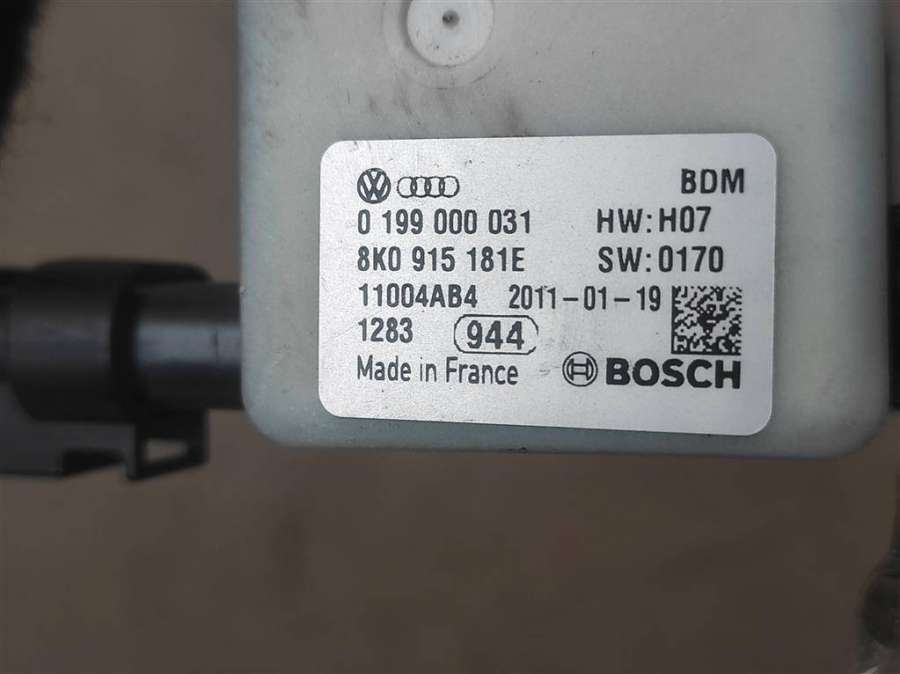 BDM
0 199 000 031 HW:H07
8K0 915 181E SW:0170
11004AB4 2011-01-19
1283 944
Made in France BOSCH